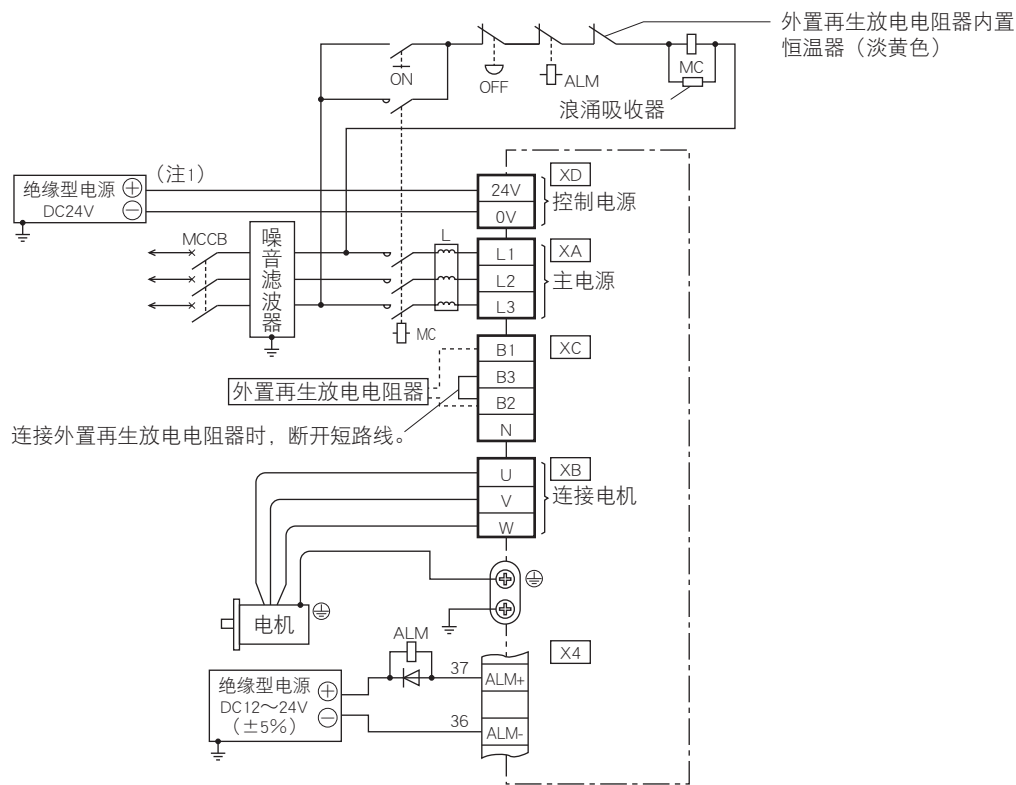 外置再生放电电阻器内置
恒温器（淡黄色）
ON
OFF
ALM
MC
浪涌吸收器
（注1）
绝缘型电源
DC24V
24V
0V
XD
控制电源
MCCB
噪音滤波器
L
L1
L2
L3
XA
主电源
MC
B1
B3
B2
N
XC
外置再生放电电阻器
连接外置再生放电电阻器时，断开短路线。
U
V
W
XB
连接电机
电机
ALM
X4
37
ALM+
36
ALM-
绝缘型电源
DC12～24V
（±5%）